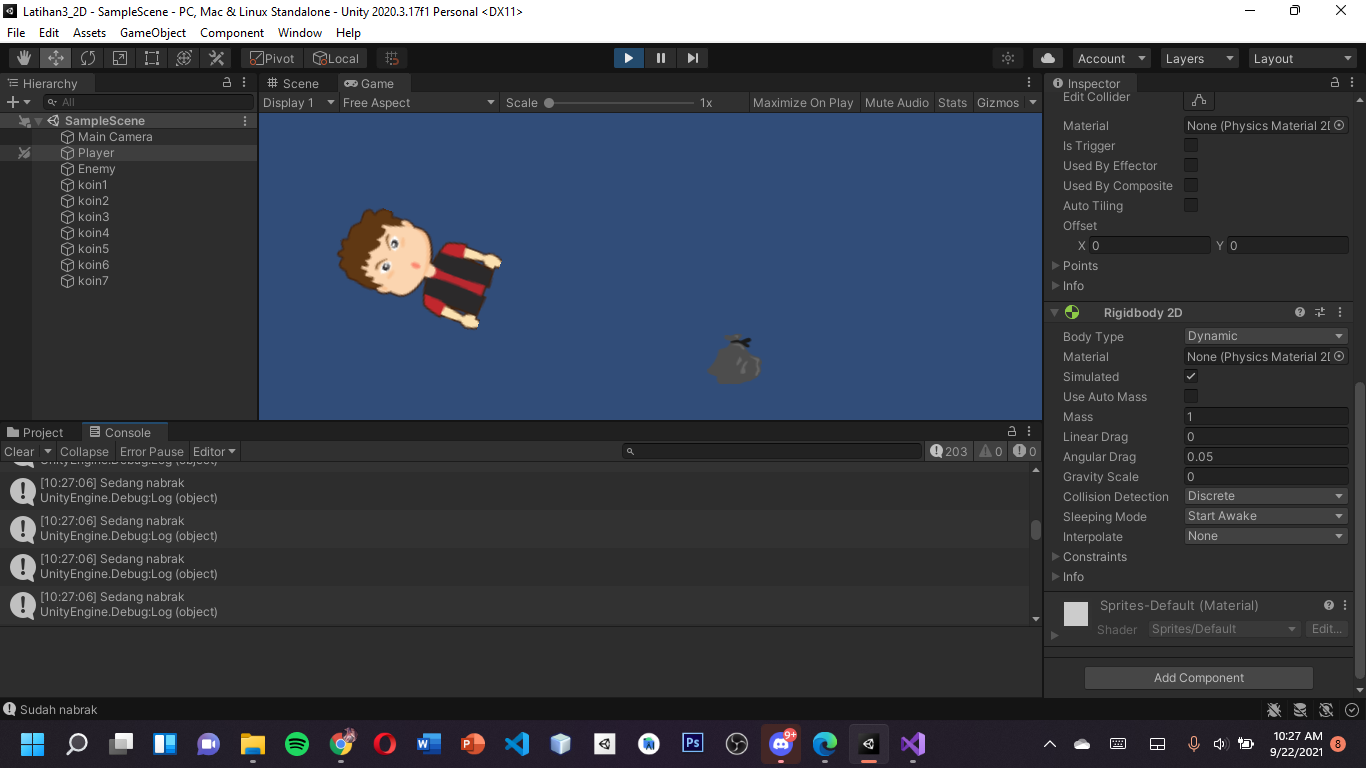 Latihan3_2D - SampleScene - PC, Mac & Linux Standalone - Unity 2020.3.17f1 Personal <DX11>
File Edit Assets GameObject Component Window Help
Pivot Local Account Layers Layout
Hierarchy
All
SampleScene
Main Camera
Player
Enemy
koin1
koin2
koin3
koin4
koin5
koin6
koin7
Scene Game
Display 1 Free Aspect Scale 1x Maximize On Play Mute Audio Stats Gizmos
Project Console
Clear Collapse Error Pause Editor 203 0 0
UnityEngine.Debug:Log (object)
[10:27:06] Sedang nabrak
UnityEngine.Debug:Log (object)
[10:27:06] Sedang nabrak
UnityEngine.Debug:Log (object)
[10:27:06] Sedang nabrak
UnityEngine.Debug:Log (object)
[10:27:06] Sedang nabrak
UnityEngine.Debug:Log (object)
Inspector
Edit Collider
Material None (Physics Material 2D
Is Trigger
Used By Effector
Used By Composite
Auto Tiling
Offset
X 0 Y 0
Points
Info
Rigidbody 2D
Body Type Dynamic
Material None (Physics Material 2D
Simulated
Use Auto Mass
Mass 1
Linear Drag 0
Angular Drag 0.05
Gravity Scale 0
Collision Detection Discrete
Sleeping Mode Start Awake
Interpolate None
Constraints
Info
Sprites-Default (Material)
Shader Sprites/Default Edit...
Add Component
Sudah nabrak
Ps
9+
10:27 AM
9/22/2021
8